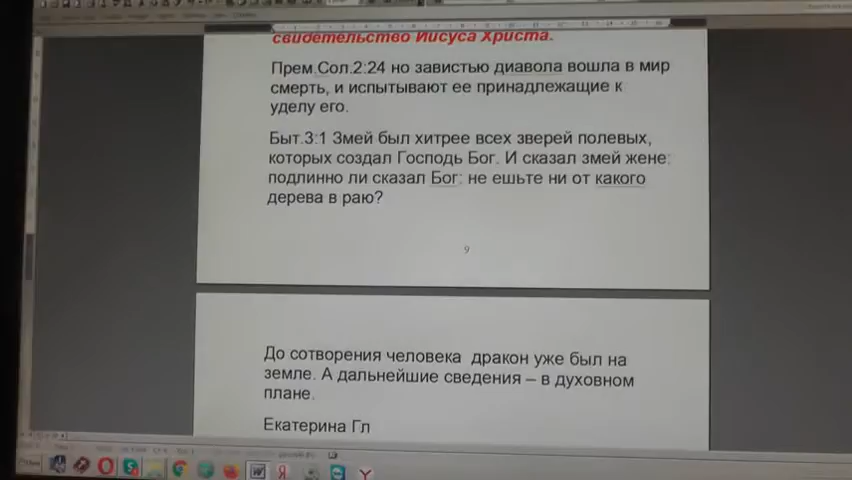 свидетельство Иисуса Христа.
Прем.Сол.2:24 но завистью диавола вошла в мир
смерть, и испытывают ее принадлежащие к
уделу его.
Быт.3:1 Змей был хитрее всех зверей полевых,
которых создал Господь Бог. И сказал змей жене:
подлинно ли сказал Бог: не ешьте ни от какого
дерева в раю?
9
До сотворения человека дракон уже был на
земле. А дальнейшие сведения – в духовном
плане.
Екатерина Гл